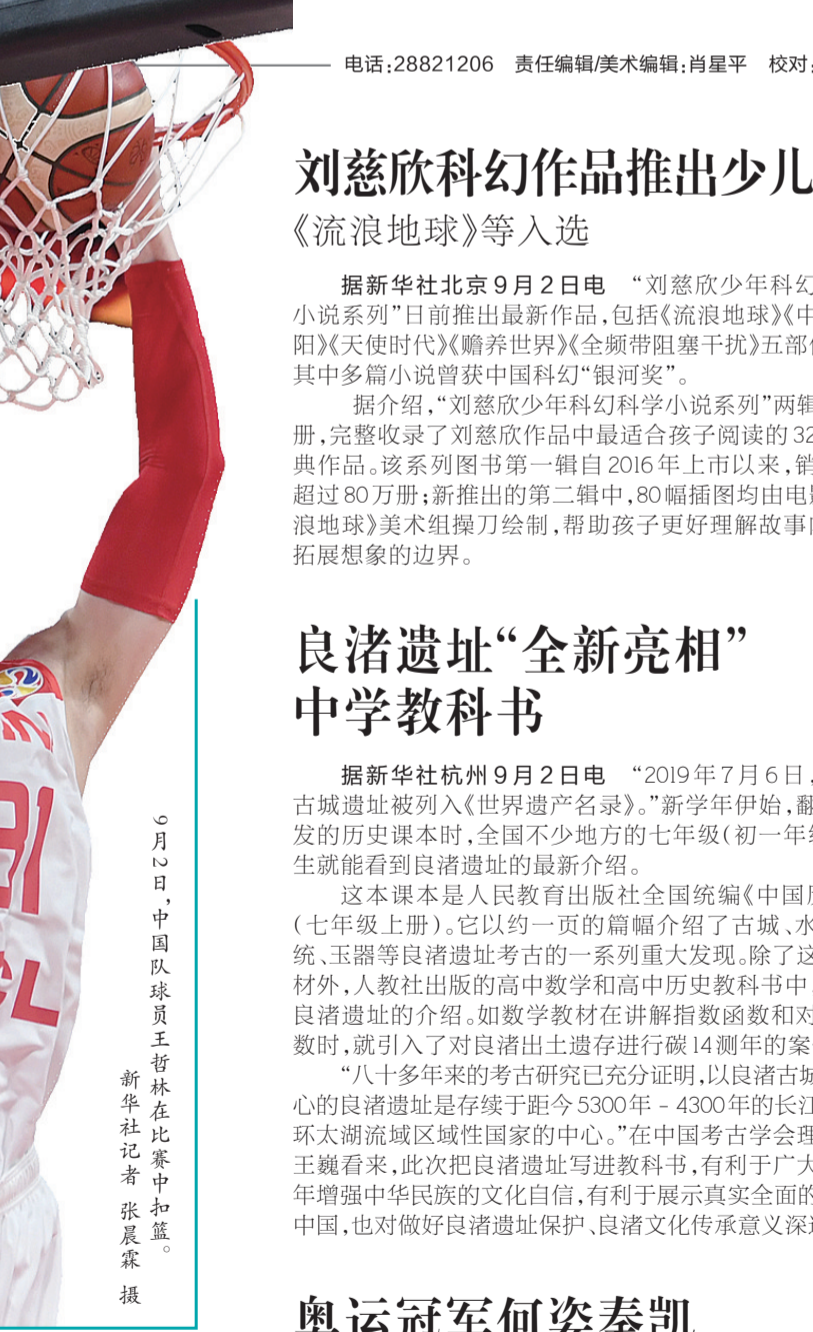 电话:28821206 责任编辑/美术编辑:肖星平 校对:
刘慈欣科幻作品推出少儿
《流浪地球》等入选
据新华社北京9月2日电 “刘慈欣少年科幻
小说系列”日前推出最新作品,包括《流浪地球》《中
阳》《天使时代》《赡养世界》《全频带阻塞干扰》五部
其中多篇小说曾获中国科幻“银河奖”。
据介绍,“刘慈欣少年科幻科学小说系列”两辑
册,完整收录了刘慈欣作品中最适合孩子阅读的32
典作品。该系列图书第一辑自2016年上市以来,销
超过80万册;新推出的第二辑中,80幅插图均由电
浪地球》美术组操刀绘制,帮助孩子更好理解故事
拓展想象的边界。
良渚遗址“全新亮相”
中学教科书
据新华社杭州9月2日电 “2019年7月6日,
古城遗址被列入《世界遗产名录》。”新学年伊始,翻
发的历史课本时,全国不少地方的七年级(初一年级
生就能看到良渚遗址的最新介绍。
这本课本是人民教育出版社全国统编《中国
(七年级上册)。它以约一页的篇幅介绍了古城、水
统、玉器等良渚遗址考古的一系列重大发现。除了这
材外,人教社出版的高中数学和高中历史教科书中
良渚遗址的介绍。如数学教材在讲解指数函数和对
数时,就引入了对良渚出土遗存进行碳14测年的案
“八十多年来的考古研究已充分证明,以良渚古城
心的良渚遗址是存续于距今5300年-4300年的长江
环太湖流域区域性国家的中心。”在中国考古学会理
王巍看来,此次把良渚遗址写进教科书,有利于广大
年增强中华民族的文化自信,有利于展示真实全面的
中国,也对做好良渚遗址保护、良渚文化传承意义深
奥运冠军何姿秦凯
9月2日,中国队球员王哲林在比赛中扣篮。
新华社记者 张晨霖 摄
31
CL